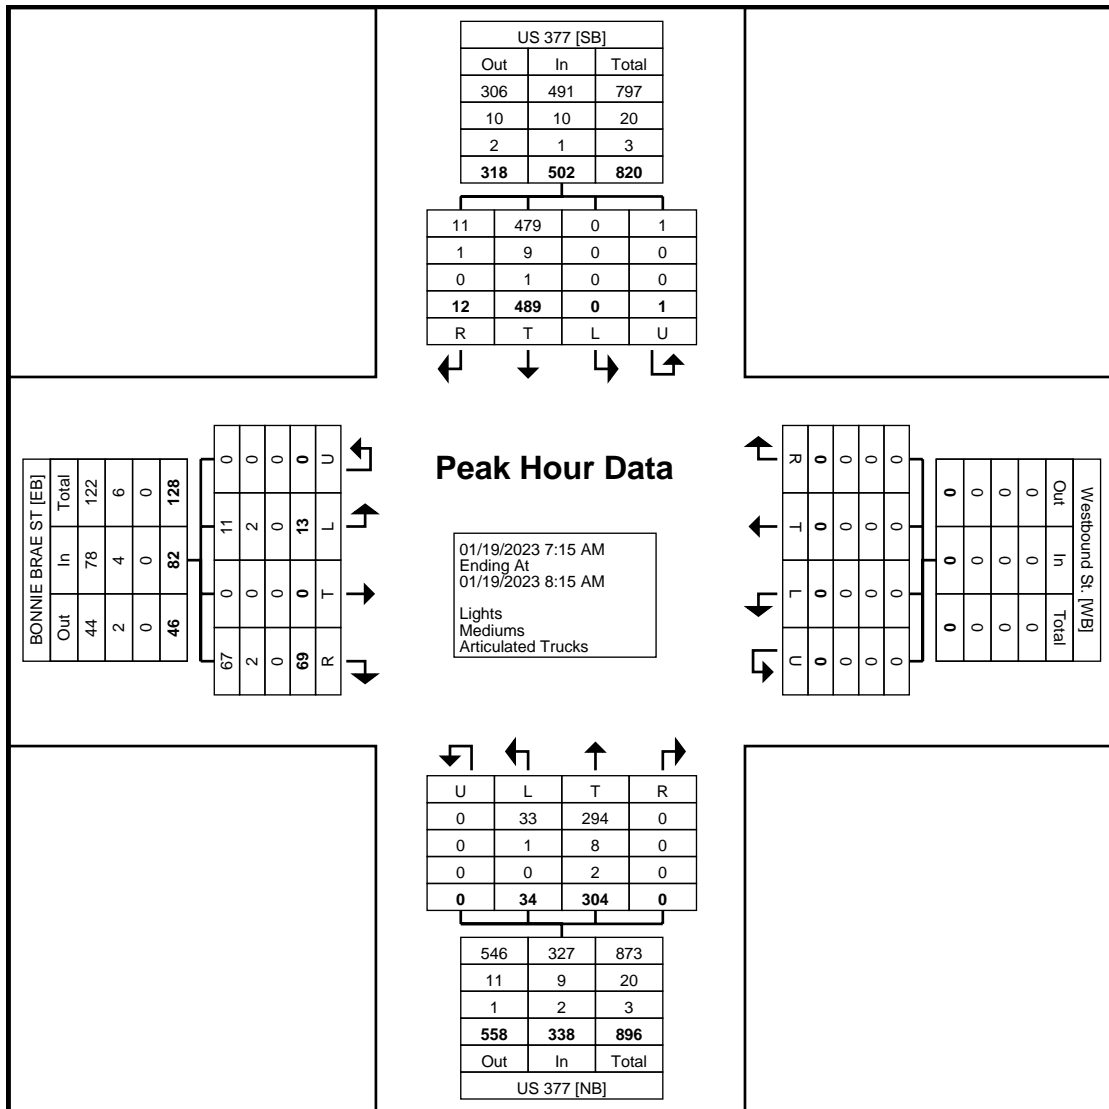 US 377 [SB]
Out In Total
306 491 797
10 10 20
2 1 3
318 502 820
11 479 0 1
1 9 0 0
0 1 0 0
12 489 0 1
R T L U
BONNIE BRAE ST [EB]
Out In Total
44 78 122
2 4 6
0 0 0
46 82 128
67 0 11 0
2 0 2 0
0 0 0 0
69 0 13 0
R T L U
Peak Hour Data
01/19/2023 7:15 AM
Ending At
01/19/2023 8:15 AM
Lights
Mediums
Articulated Trucks
Westbound St. [WB]
Out In Total
0 0 0
0 0 0
0 0 0
0 0 0
0 0 0 0
0 0 0 0
0 0 0 0
0 0 0 0
R T L U
U L T R
0 33 294 0
0 1 8 0
0 0 2 0
0 34 304 0
546 327 873
11 9 20
1 2 3
558 338 896
Out In Total
US 377 [NB]